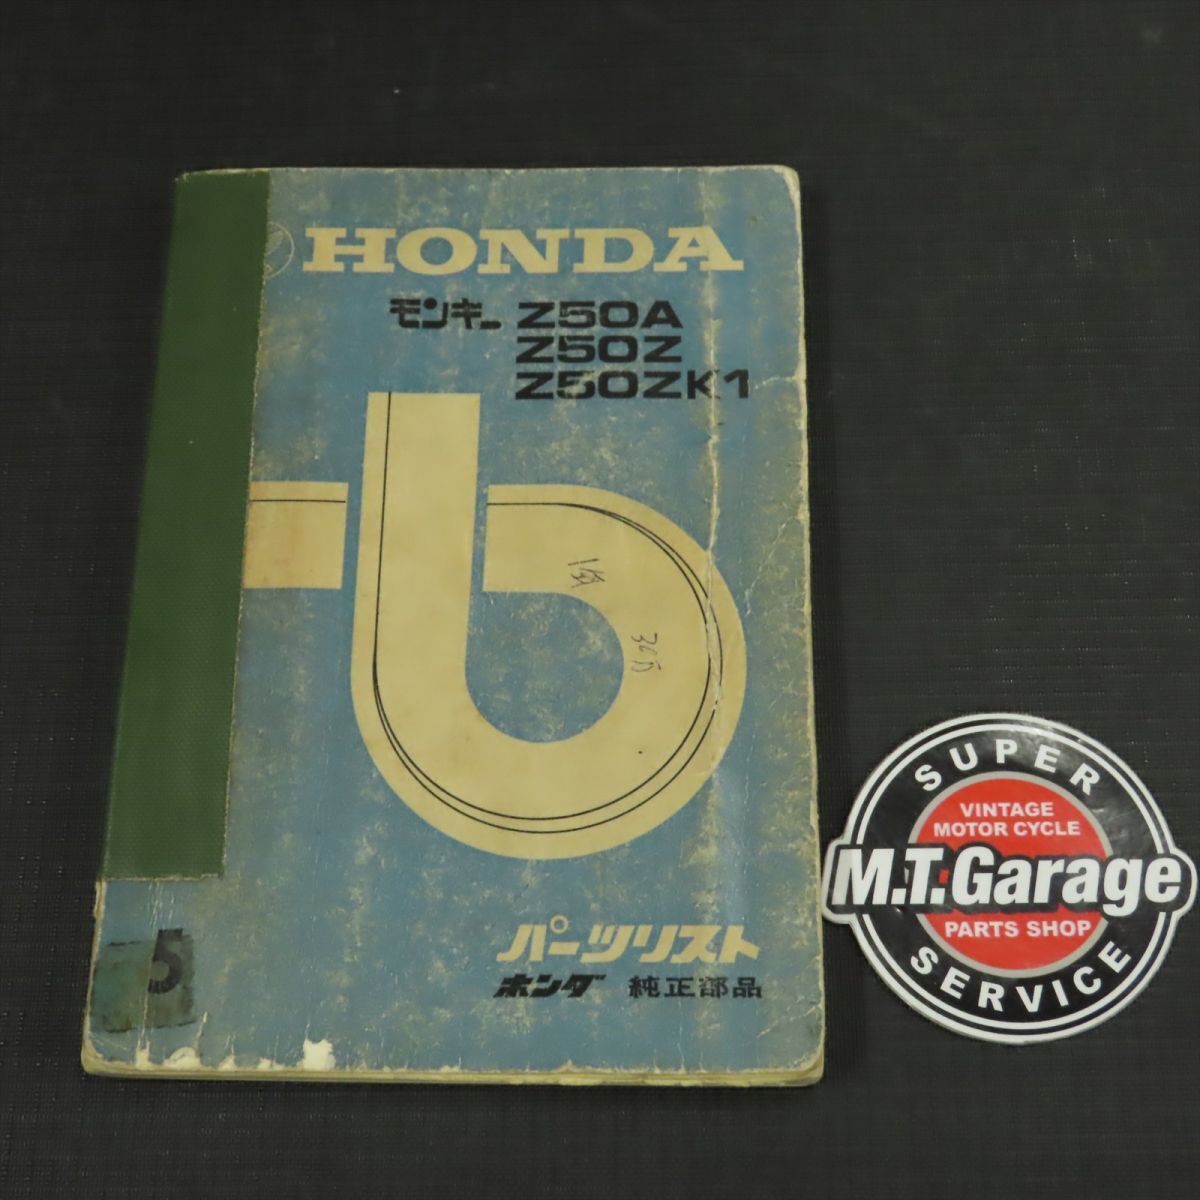 HONDA
モンキー Z50A
Z50Z
Z50ZK1
パーツリスト
ホンダ 純正部品
5
SUPER
VINTAGE
MOTOR CYCLE
M.T.Garage
PARTS SHOP
SERVICE